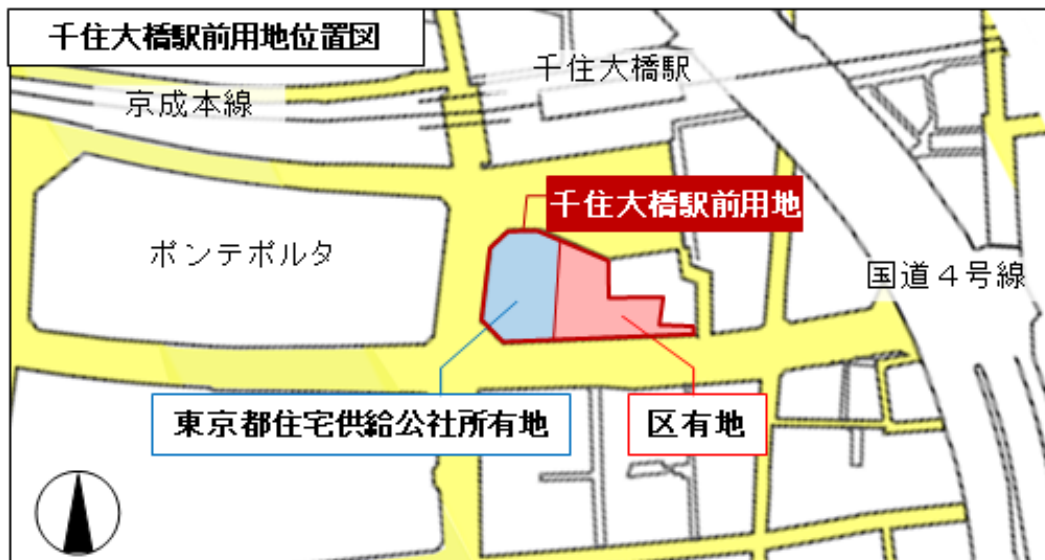 千住大橋駅前用地位置図
千住大橋駅
京成本線
千住大橋駅前用地
ポンテポルタ
国道４号線
東京都住宅供給公社所有地
区有地